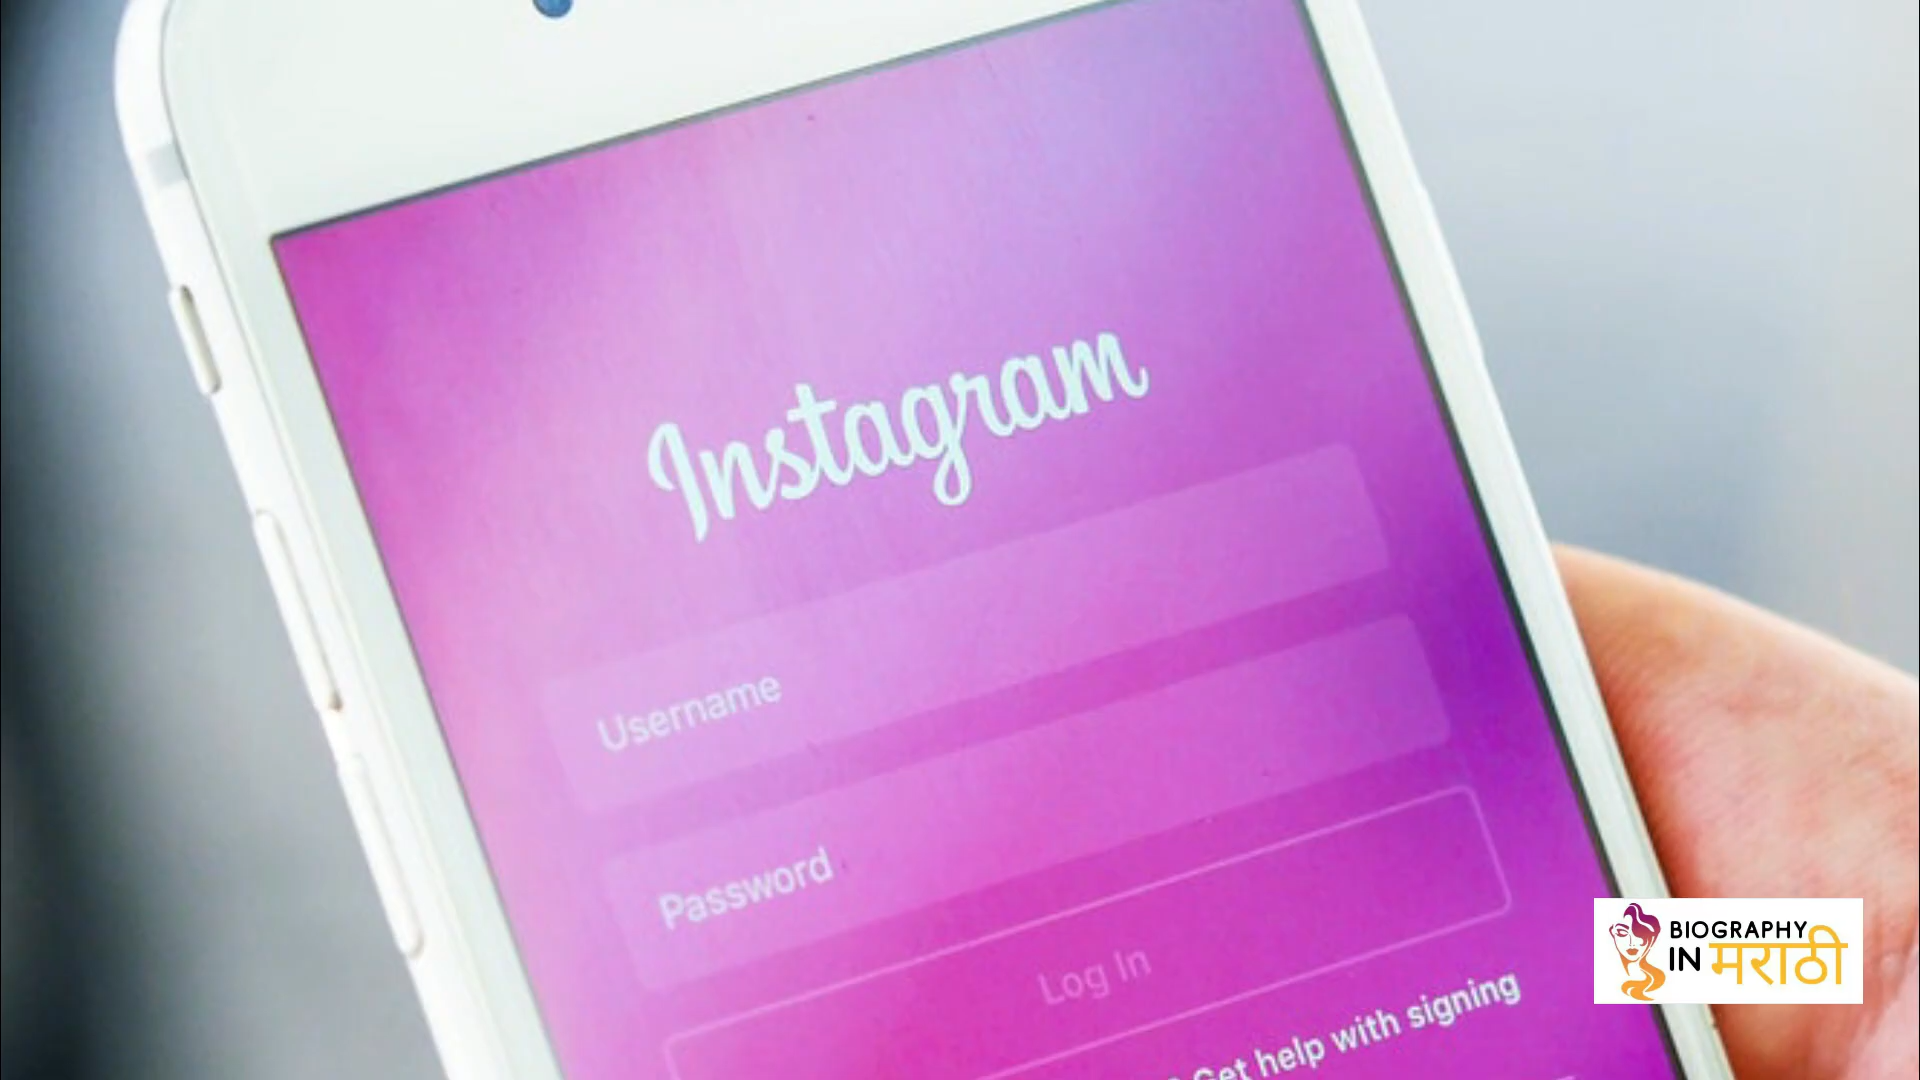 Instagram
Username
Password
Log In
Get help with signing
BIOGRAPHY
IN मराठी